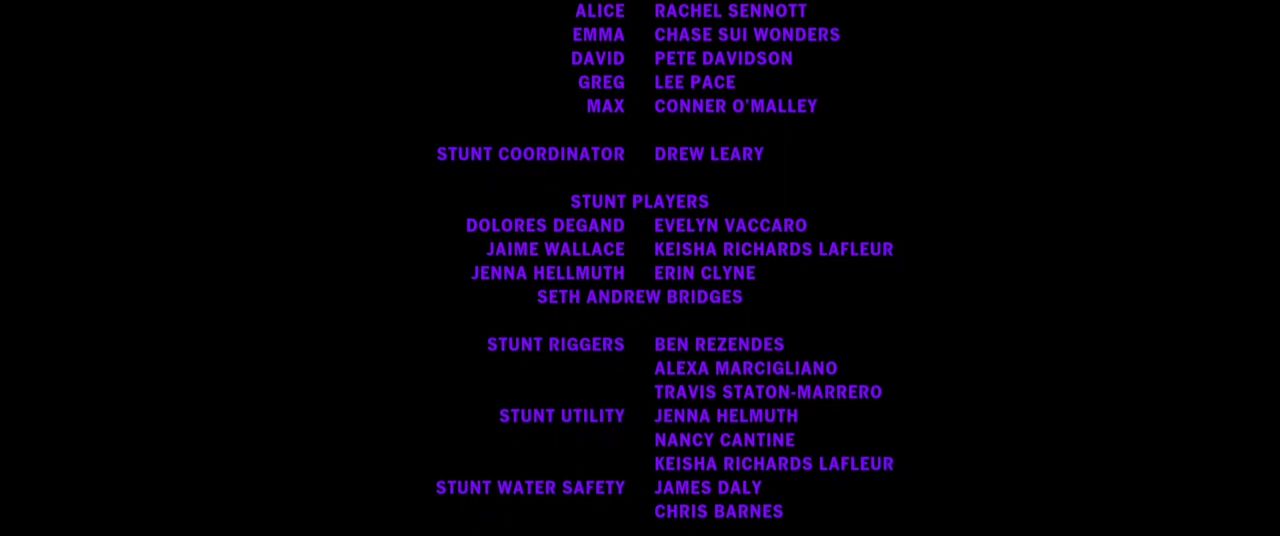 ALICE RACHEL SENNOTT
EMMA CHASE SUI WONDERS
DAVID PETE DAVIDSON
GREG LEE PACE
MAX CONNER O'MALLEY
STUNT COORDINATOR DREW LEARY
STUNT PLAYERS
DOLORES DEGAND EVELYN VACCARO
JAIME WALLACE KEISHA RICHARDS LAFLEUR
JENNA HELLMUTH ERIN CLYNE
SETH ANDREW BRIDGES
STUNT RIGGERS BEN REZENDES
ALEXA MARCIGLIANO
TRAVIS STATON-MARRERO
STUNT UTILITY JENNA HELMUTH
NANCY CANTINE
KEISHA RICHARDS LAFLEUR
STUNT WATER SAFETY JAMES DALY
CHRIS BARNES